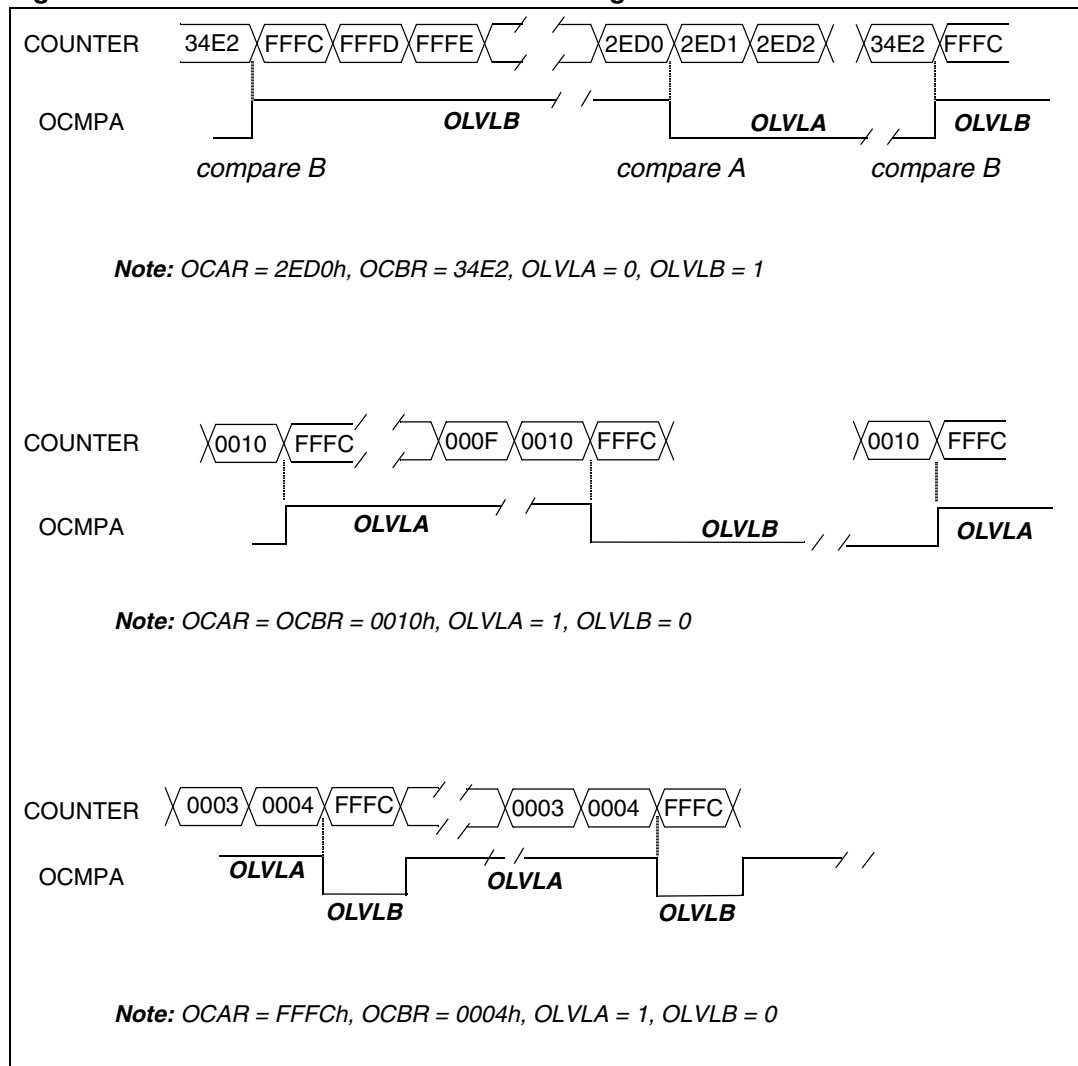 COUNTER 34E2 FFFC FFFD FFFE 2ED0 2ED1 2ED2 34E2 FFFC
OCMPA OLVLB OLVLA OLVLB
compare B compare A compare B
Note: OCAR = 2ED0h, OCBR = 34E2, OLVLA = 0, OLVLB = 1
COUNTER 0010 FFFC 000F 0010 FFFC 0010 FFFC
OCMPA OLVLA OLVLB OLVLA
Note: OCAR = OCBR = 0010h, OLVLA = 1, OLVLB = 0
COUNTER 0003 0004 FFFC 0003 0004 FFFC
OCMPA OLVLA OLVLA
OLVLB OLVLB
Note: OCAR = FFFCh, OCBR = 0004h, OLVLA = 1, OLVLB = 0